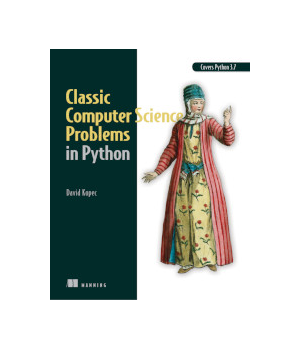 Covers Python 3.7
Classic
Computer Science
Problems
in Python
David Kopec
MANNING